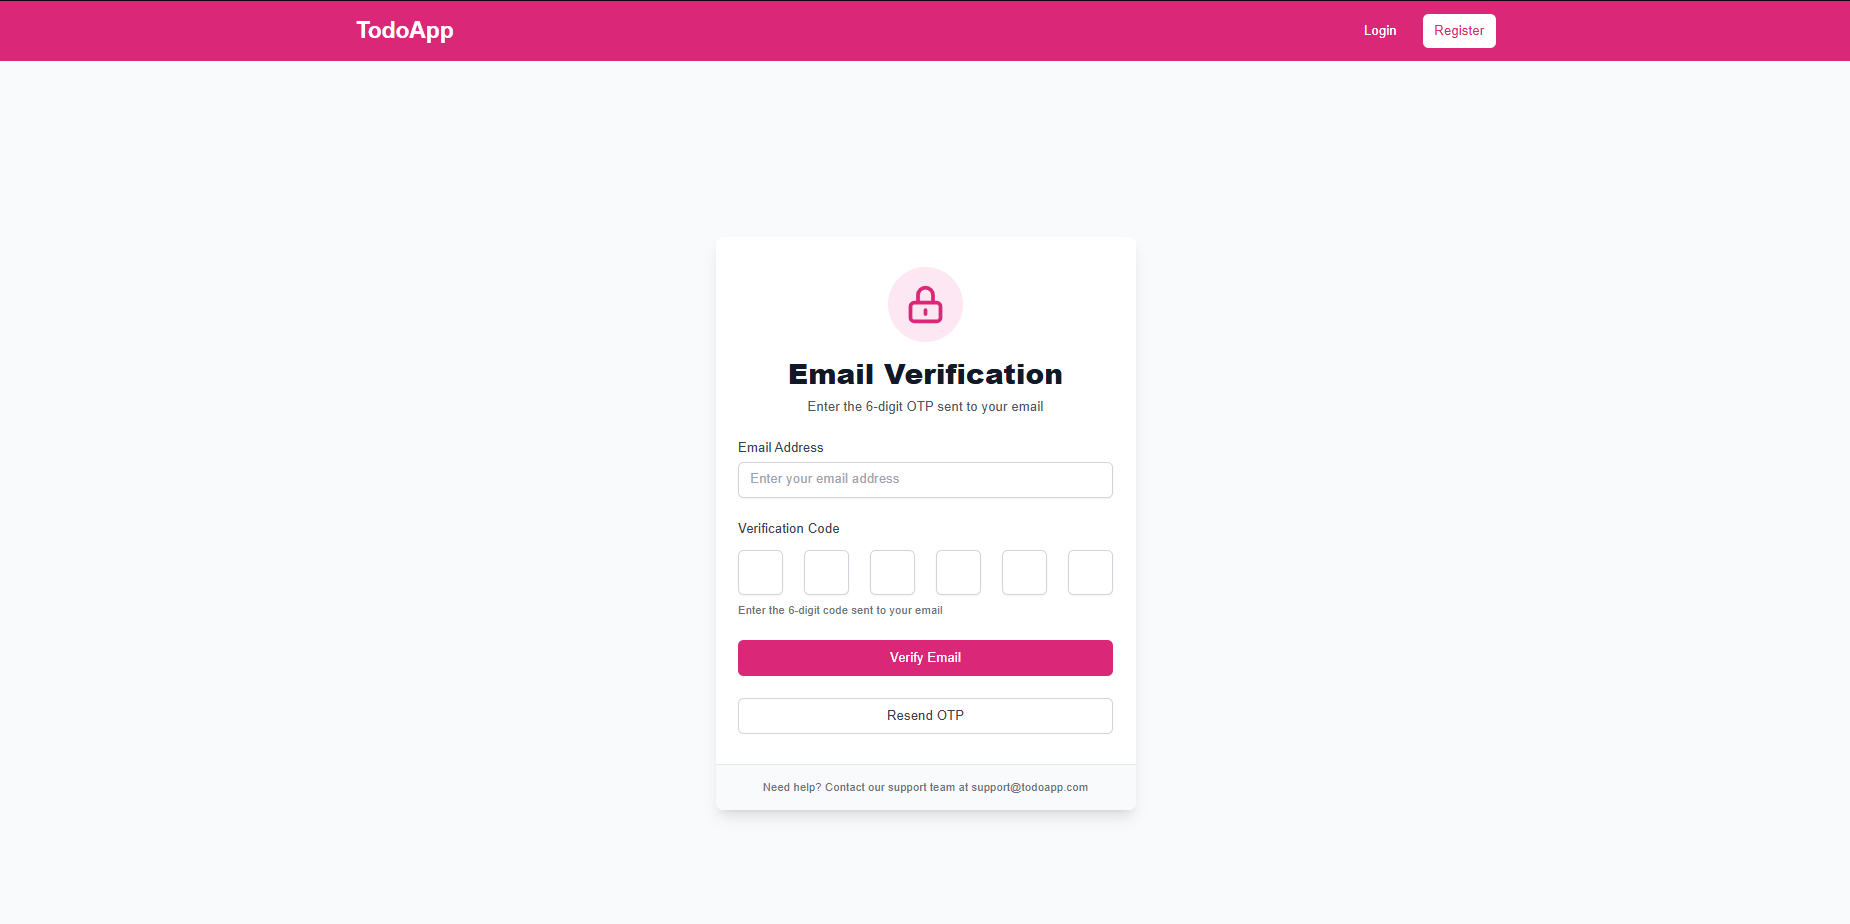 TodoApp
Login
Register
Email Verification
Enter the 6-digit OTP sent to your email
Email Address
Enter your email address
Verification Code
Enter the 6-digit code sent to your email
Verify Email
Resend OTP
Need help? Contact our support team at support@todoapp.com